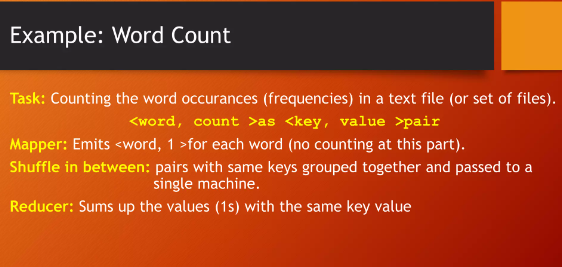 Example: Word Count
Task: Counting the word occurances (frequencies) in a text file (or set of files).
<word, count >as <key, value >pair
Mapper: Emits <word, 1 >for each word (no counting at this part).
Shuffle in between: pairs with same keys grouped together and passed to a
single machine.
Reducer: Sums up the values (1s) with the same key value